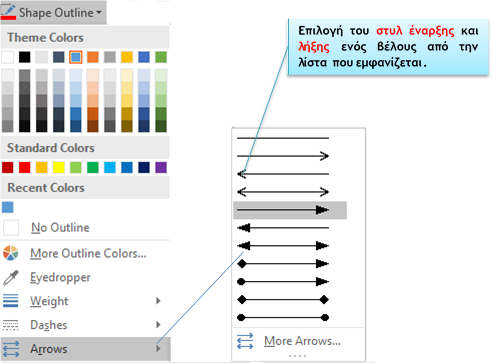 Shape Outline
Theme Colors
Standard Colors
Recent Colors
No Outline
More Outline Colors...
Eyedropper
Weight
Dashes
Arrows
Επιλογή του στυλ έναρξης και
λήξης ενός βέλους από την
λίστα που εμφανίζεται.
More Arrows...